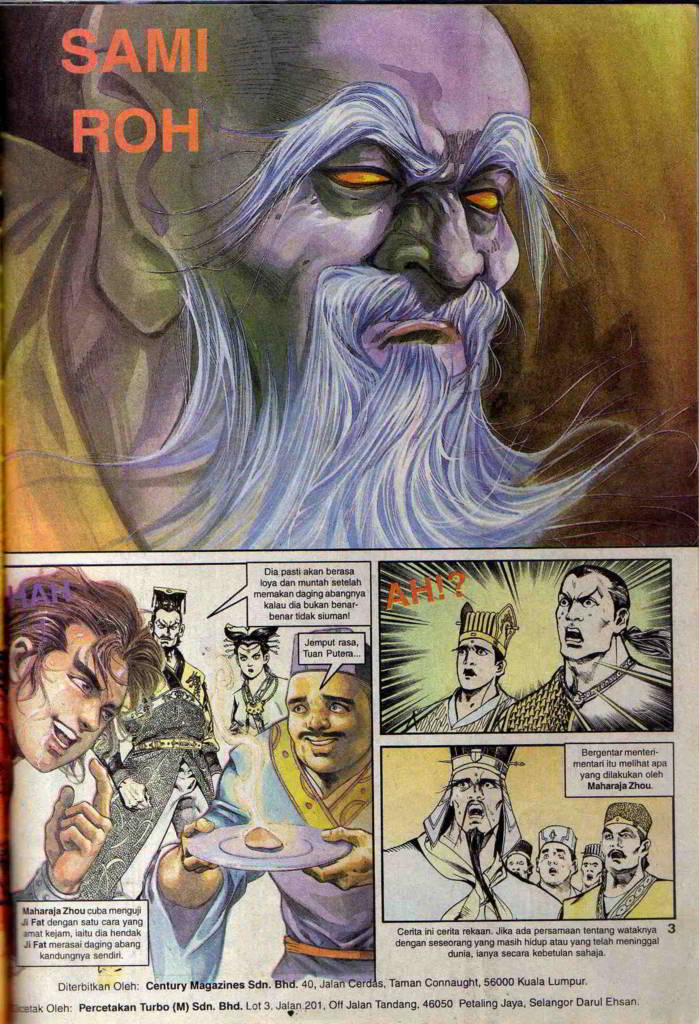 SAMI
ROH
HAH
Dia pasti akan berasa
loya dan muntah setelah
memakan daging abangnya
kalau dia bukan benar-
benar tidak siuman!
Jemput rasa,
Tuan Putera...
Maharaja Zhou cuba menguji
Ji Fat dengan satu cara yang
amat kejam, iaitu dia hendak
Ji Fat merasai daging abang
kandungnya sendiri.
AH!?
Bergentar menteri-
mentari itu melihat apa
yang dilakukan oleh
Maharaja Zhou.
Cerita ini cerita rekaan. Jika ada persamaan tentang wataknya
dengan seseorang yang masih hidup atau yang telah meninggal
dunia, ianya secara kebetulan sahaja.
3
Diterbitkan Oleh: Century Magazines Sdn. Bhd. 40, Jalan Cerdas, Taman Connaught, 56000 Kuala Lumpur.
Dicetak Oleh: Percetakan Turbo (M) Sdn. Bhd. Lot 3, Jalan 201, Off Jalan Tandang, 46050 Petaling Jaya, Selangor Darul Ehsan.